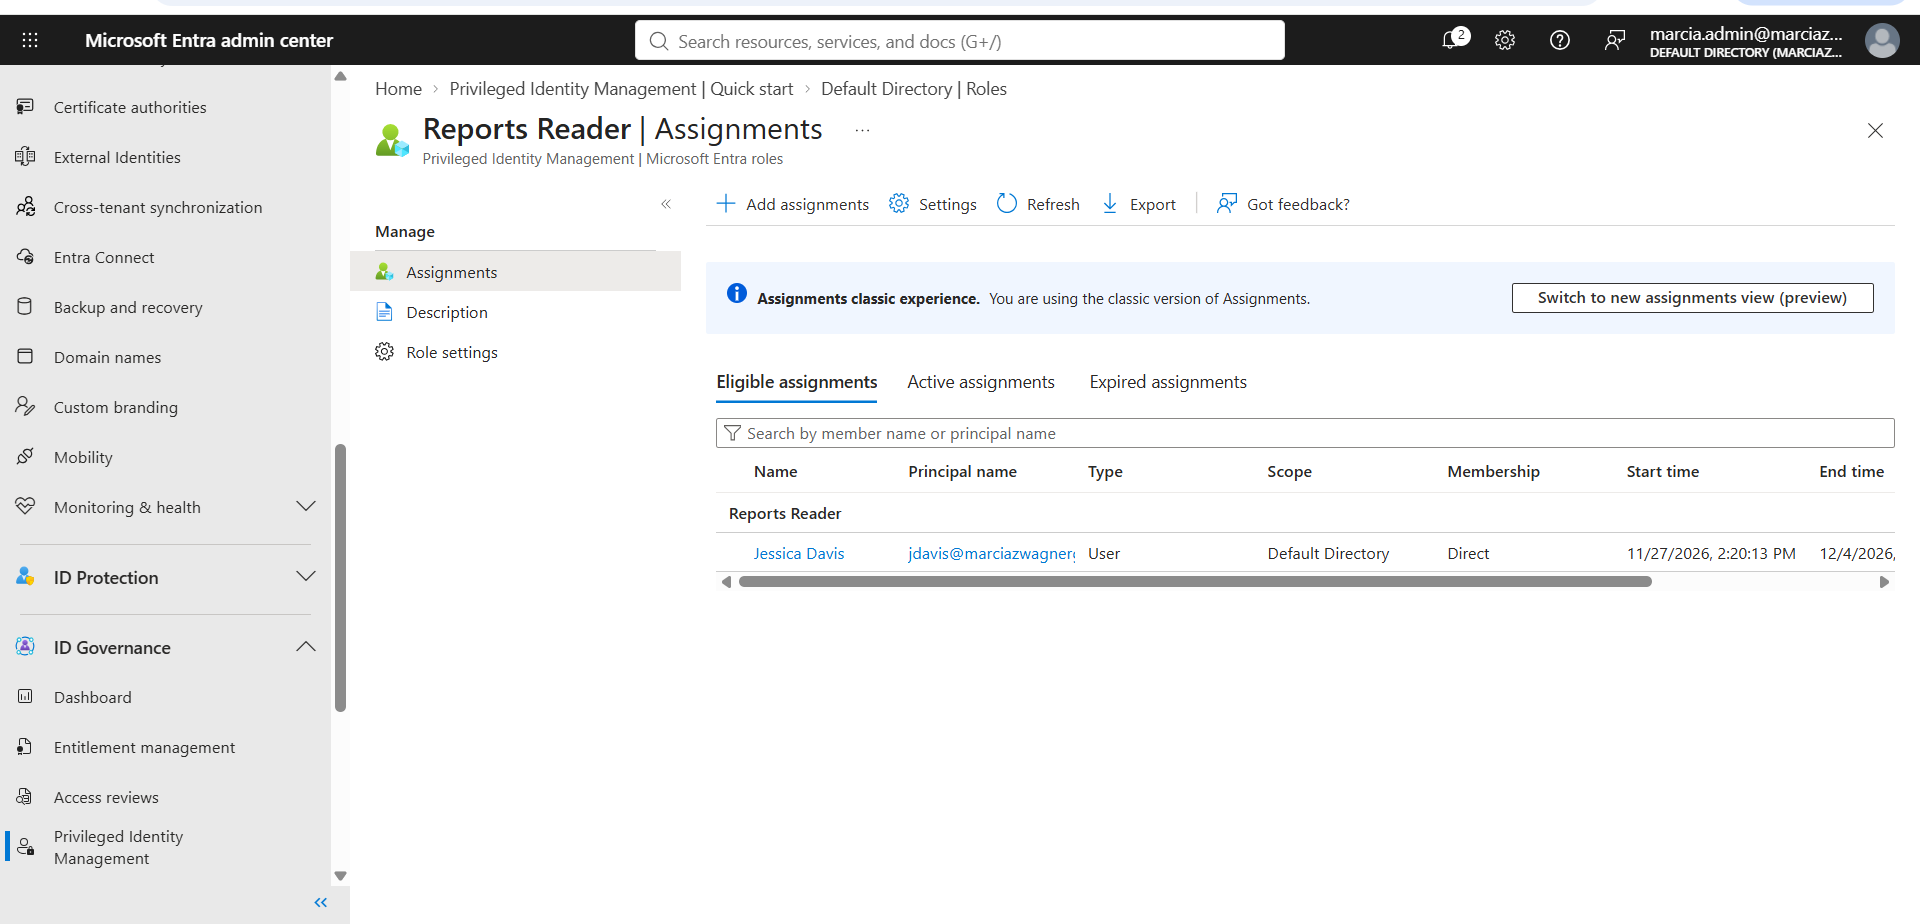 Microsoft Entra admin center
Search resources, services, and docs (G+/)
2
marcia.admin@marciaz...
DEFAULT DIRECTORY (MARCIAZ...
Certificate authorities
External Identities
Cross-tenant synchronization
Entra Connect
Backup and recovery
Domain names
Custom branding
Mobility
Monitoring & health
ID Protection
ID Governance
Dashboard
Entitlement management
Access reviews
Privileged Identity
Management
Home > Privileged Identity Management | Quick start > Default Directory | Roles
Reports Reader | Assignments ...
Privileged Identity Management | Microsoft Entra roles
Manage
Assignments
Description
Role settings
Add assignments Settings Refresh Export Got feedback?
Assignments classic experience. You are using the classic version of Assignments.
Switch to new assignments view (preview)
Eligible assignments Active assignments Expired assignments
Search by member name or principal name
Name Principal name Type Scope Membership Start time End time
Reports Reader
Jessica Davis jdavis@marciazwagner User Default Directory Direct 11/27/2026, 2:20:13 PM 12/4/2026,